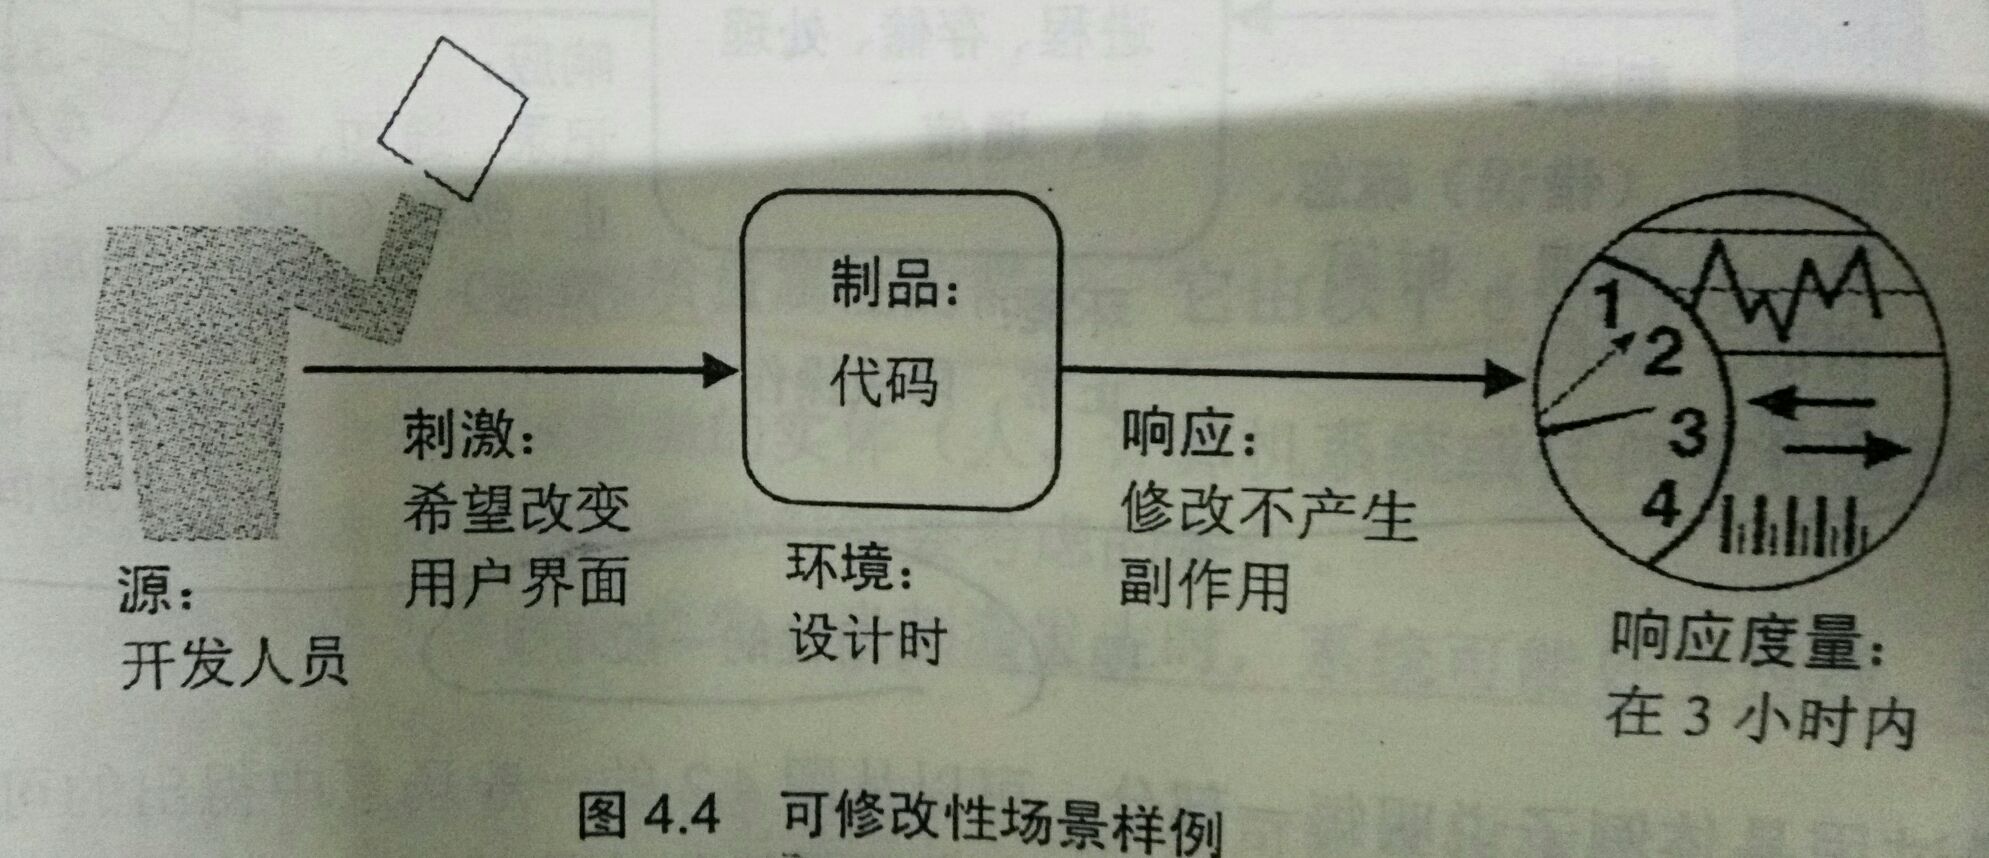 源：
开发人员
刺激：
希望改变
用户界面
制品：
代码
环境：
设计时
响应：
修改不产生
副作用
1
2
3
4
响应度量：
在 3 小时内
图 4.4 可修改性场景样例